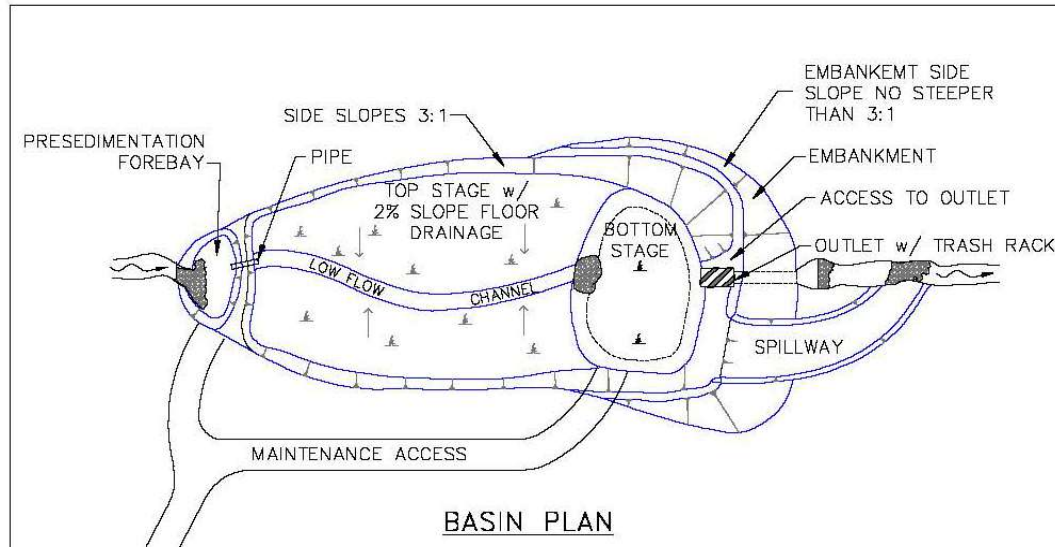 EMBANKEMT SIDE
SLOPE NO STEEPER
THAN 3:1
SIDE SLOPES 3:1
PRESEDIMENTATION
FOREBAY
PIPE
EMBANKMENT
TOP STAGE w/
2% SLOPE FLOOR
DRAINAGE
ACCESS TO OUTLET
BOTTOM
STAGE
OUTLET w/ TRASH RACK
LOW FLOW
CHANNEL
SPILLWAY
MAINTENANCE ACCESS
BASIN PLAN